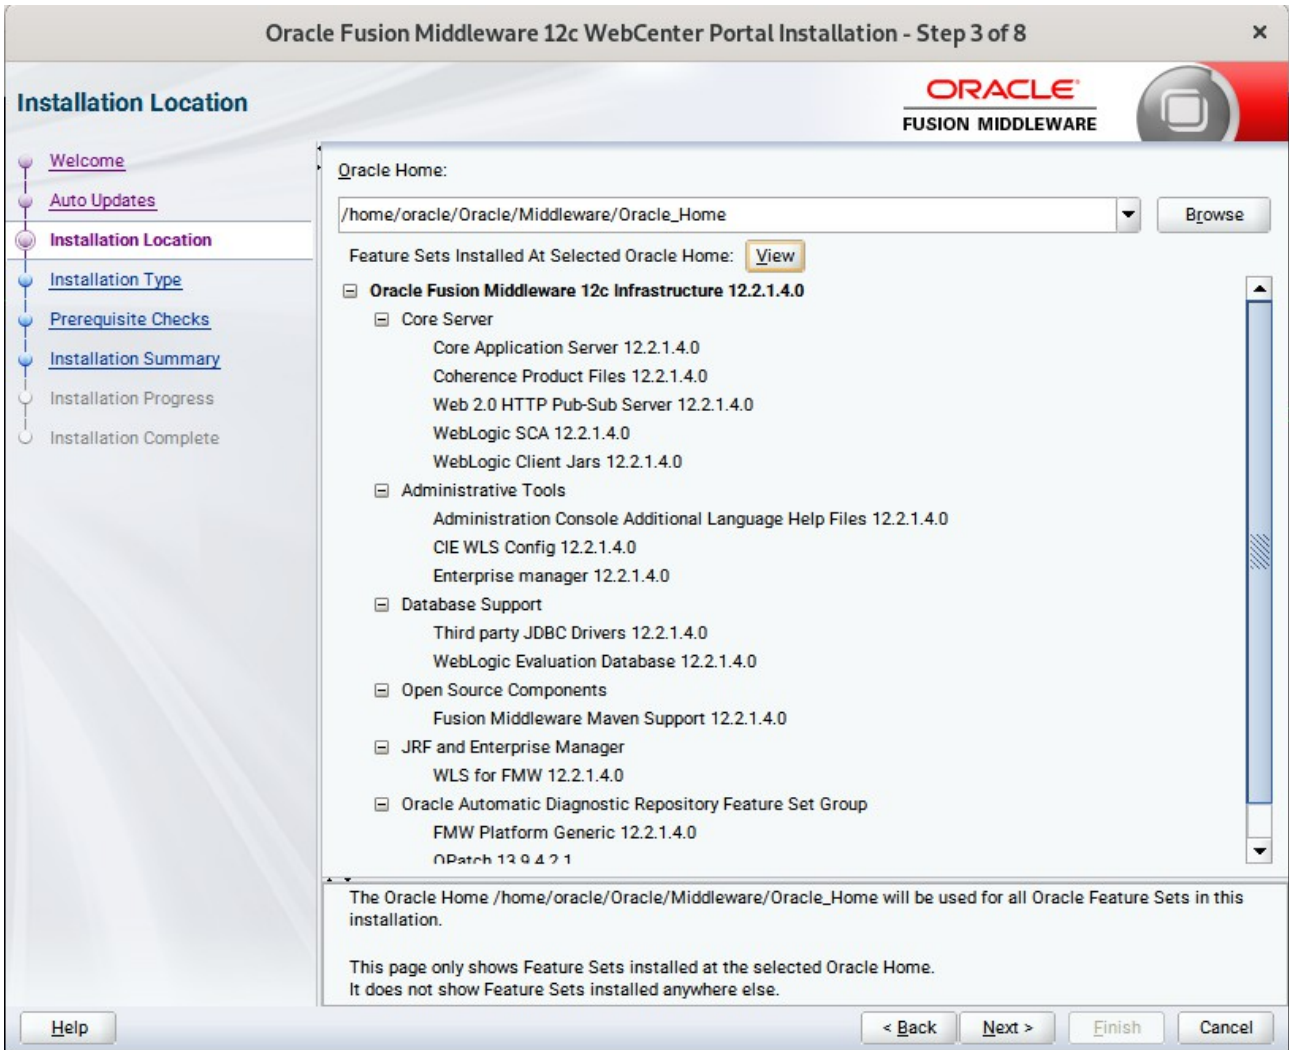 Oracle Fusion Middleware 12c WebCenter Portal Installation - Step 3 of 8
Installation Location
ORACLE
FUSION MIDDLEWARE
Welcome
Auto Updates
Installation Location
Installation Type
Prerequisite Checks
Installation Summary
Installation Progress
Installation Complete
Oracle Home:
/home/oracle/Oracle/Middleware/Oracle_Home
Browse
Feature Sets Installed At Selected Oracle Home: View
Oracle Fusion Middleware 12c Infrastructure 12.2.1.4.0
Core Server
Core Application Server 12.2.1.4.0
Coherence Product Files 12.2.1.4.0
Web 2.0 HTTP Pub-Sub Server 12.2.1.4.0
WebLogic SCA 12.2.1.4.0
WebLogic Client Jars 12.2.1.4.0
Administrative Tools
Administration Console Additional Language Help Files 12.2.1.4.0
CIE WLS Config 12.2.1.4.0
Enterprise manager 12.2.1.4.0
Database Support
Third party JDBC Drivers 12.2.1.4.0
WebLogic Evaluation Database 12.2.1.4.0
Open Source Components
Fusion Middleware Maven Support 12.2.1.4.0
JRF and Enterprise Manager
WLS for FMW 12.2.1.4.0
Oracle Automatic Diagnostic Repository Feature Set Group
FMW Platform Generic 12.2.1.4.0
OPatch 13.9.4.2.1
The Oracle Home /home/oracle/Oracle/Middleware/Oracle_Home will be used for all Oracle Feature Sets in this
installation.
This page only shows Feature Sets installed at the selected Oracle Home.
It does not show Feature Sets installed anywhere else.
Help
< Back
Next >
Finish
Cancel